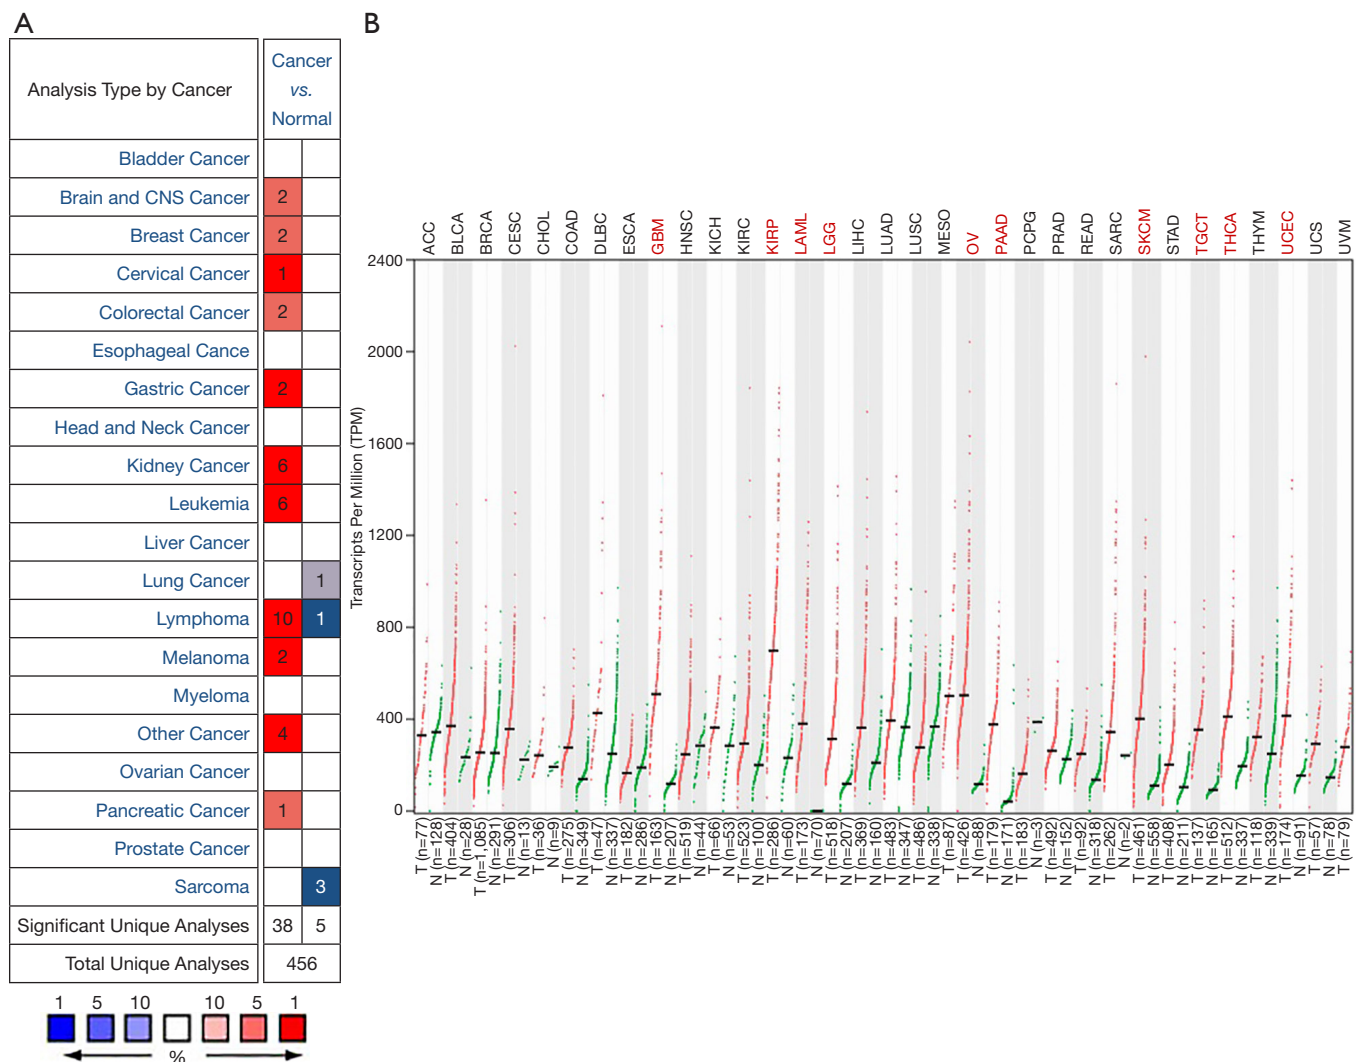 A
B
Analysis Type by Cancer
Cancer
vs.
Normal
Bladder Cancer
Brain and CNS Cancer 2
Breast Cancer 2
Cervical Cancer 1
Colorectal Cancer 2
Esophageal Cance
Gastric Cancer 2
Head and Neck Cancer
Kidney Cancer 6
Leukemia 6
Liver Cancer
Lung Cancer 1
Lymphoma 10 1
Melanoma 2
Myeloma
Other Cancer 4
Ovarian Cancer
Pancreatic Cancer 1
Prostate Cancer
Sarcoma 3
Significant Unique Analyses 38 5
Total Unique Analyses 456
1 5 10 10 5 1
%
ACC BLCA BRCA CESC CHOL COAD DLBC ESCA GBM HNSC KICH KIRC KIRP LAML LGG LIHC LUAD LUSC MESO OV PAAD PCPG PRAD READ SARC SKCM STAD TGCT THCA THYM UCEC UCS UVM
Transcripts Per Million (TPM)
2400
2000
1600
1200
800
400
0
T (n=77)
N (n=128)
T (n=404)
N (n=28)
T (n=1,085)
N (n=291)
T (n=306)
N (n=13)
T (n=36)
N (n=9)
T (n=275)
N (n=349)
T (n=47)
N (n=337)
T (n=182)
N (n=286)
T (n=163)
N (n=207)
T (n=519)
N (n=44)
T (n=66)
N (n=53)
T (n=523)
N (n=100)
T (n=286)
N (n=60)
T (n=173)
N (n=70)
T (n=518)
N (n=207)
T (n=369)
N (n=160)
T (n=483)
N (n=347)
T (n=486)
N (n=338)
T (n=87)
T (n=426)
N (n=88)
T (n=179)
N (n=171)
T (n=183)
N (n=3)
T (n=492)
N (n=152)
T (n=92)
N (n=318)
T (n=262)
N (n=2)
T (n=461)
N (n=558)
T (n=408)
N (n=211)
T (n=137)
N (n=165)
T (n=512)
N (n=337)
T (n=118)
N (n=339)
T (n=174)
N (n=91)
T (n=57)
N (n=78)
T (n=79)